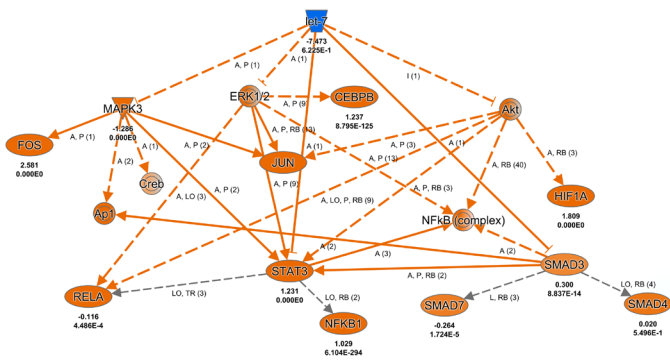 let-7
-7.473
6.225E-1
A, P (1)
A (1)
I (1)
MAPK3
-1.286
0.000E0
ERK1/2
A, P (9)
CEBPB
1.237
8.795E-125
Akt
FOS
2.581
0.000E0
A, P (1)
A (2)
A (1)
A, P (2)
A, P, RB (13)
A (1)
A, P (3)
A, P (13)
A, RB (40)
A, RB (3)
JUN
Creb
A, LO (3)
A, P (2)
A, P (9)
A, LO, P, RB (9)
A, P, RB (3)
HIF1A
1.809
0.000E0
Ap1
NFkB (complex)
A (2)
A (3)
A (2)
STAT3
1.231
0.000E0
A, P, RB (2)
SMAD3
0.300
8.837E-14
RELA
-0.116
4.486E-4
LO, TR (3)
LO, RB (2)
L, RB (3)
LO, RB (4)
SMAD7
-0.264
1.724E-5
SMAD4
0.020
5.496E-1
NFKB1
1.029
6.104E-294